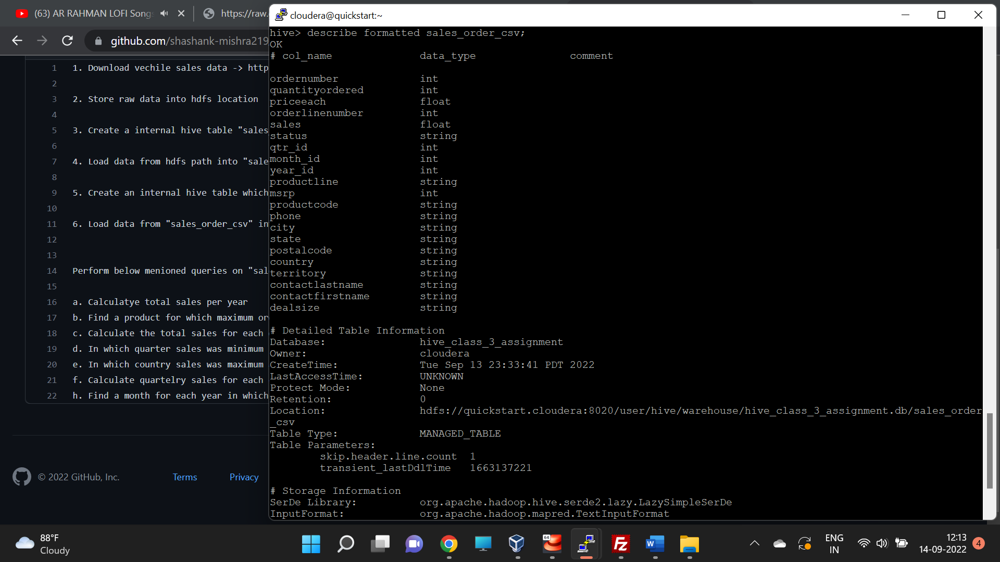 (63) AR RAHMAN LOFI Song
https://raw.
github.com/shashank-mishra219
1 1. Download vechile sales data -> http
2
3 2. Store raw data into hdfs location
4
5 3. Create a internal hive table "sales_
6
7 4. Load data from hdfs path into "sale
8
9 5. Create an internal hive table which
10
11 6. Load data from "sales_order_csv" in
12
13
14 Perform below menioned queries on "sal
15
16 a. Calculatye total sales per year
17 b. Find a product for which maximum or
18 c. Calculate the total sales for each
19 d. In which quarter sales was minimum
20 e. In which country sales was maximum
21 f. Calculate quartelry sales for each
22 h. Find a month for each year in which
© 2022 GitHub, Inc. Terms Privacy
cloudera@quickstart:~
hive> describe formatted sales_order_csv;
OK
# col_name data_type comment
ordernumber int
quantityordered int
priceeach float
orderlinenumber int
sales float
status string
qtr_id int
month_id int
year_id int
productline string
msrp int
productcode string
phone string
city string
state string
postalcode string
country string
territory string
contactlastname string
contactfirstname string
dealsize string
# Detailed Table Information
Database: hive_class_3_assignment
Owner: cloudera
CreateTime: Tue Sep 13 23:33:41 PDT 2022
LastAccessTime: UNKNOWN
Protect Mode: None
Retention: 0
Location: hdfs://quickstart.cloudera:8020/user/hive/warehouse/hive_class_3_assignment.db/sales_order
_csv
Table Type: MANAGED_TABLE
Table Parameters:
skip.header.line.count 1
transient_lastDdlTime 1663137221
# Storage Information
SerDe Library: org.apache.hadoop.hive.serde2.lazy.LazySimpleSerDe
InputFormat: org.apache.hadoop.mapred.TextInputFormat
88°F
Cloudy
64
Fz
W
ENG
IN
12:13
14-09-2022
4